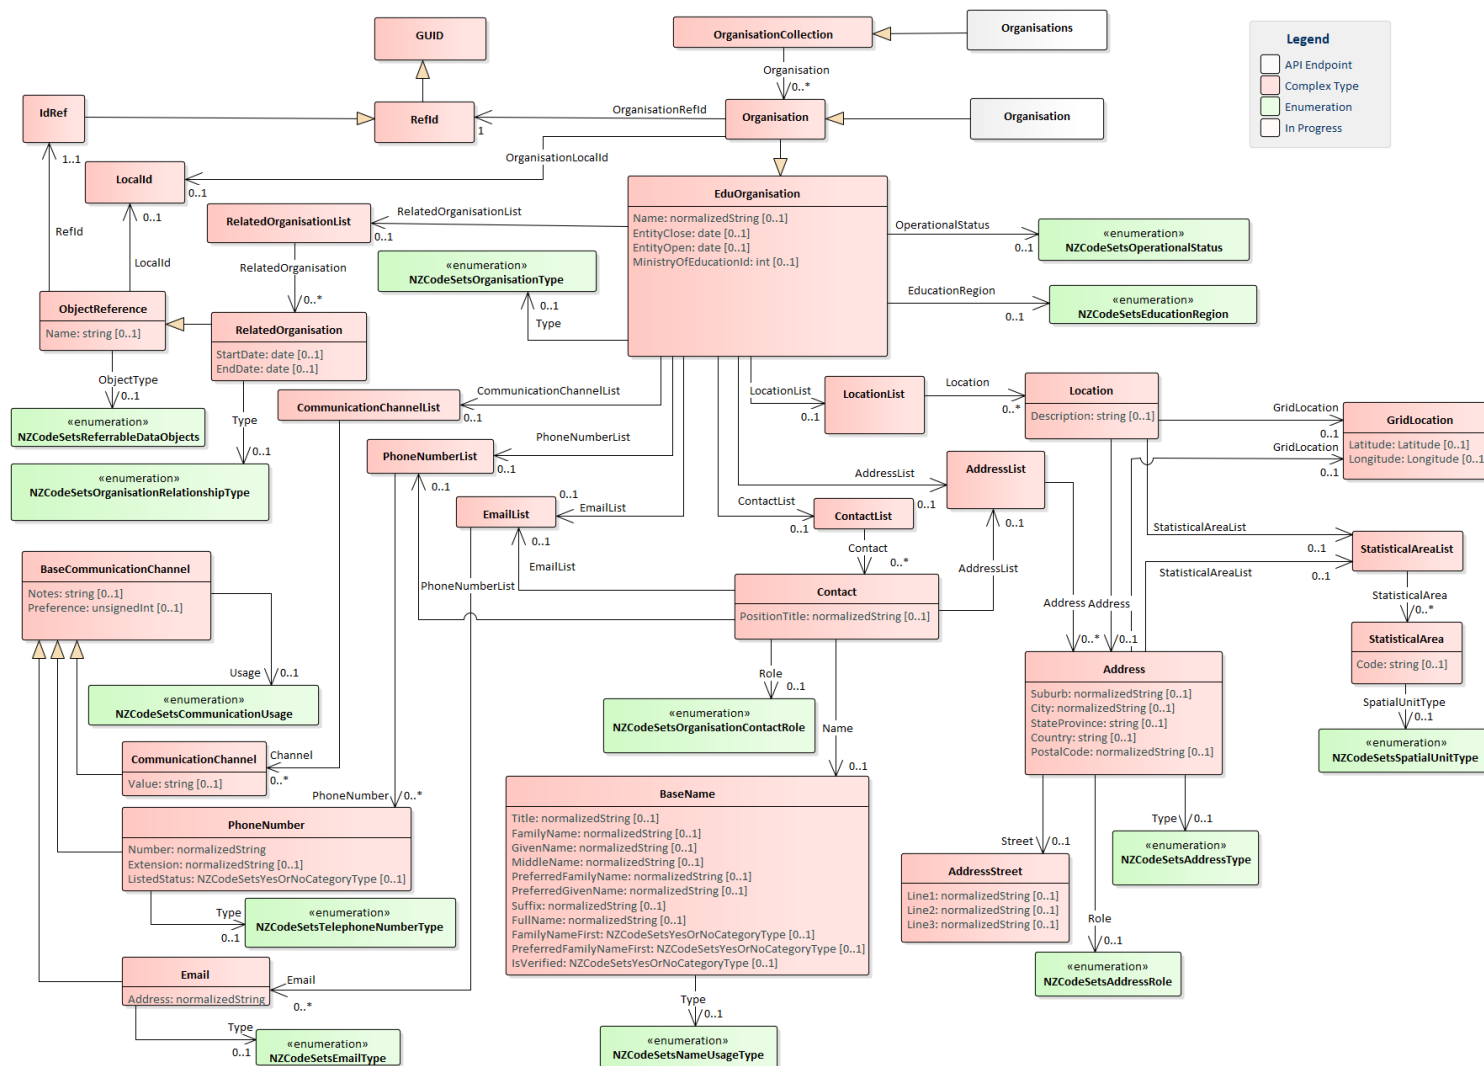 GUID
OrganisationCollection
Organisations
Legend
API Endpoint
Complex Type
Enumeration
In Progress
Organisation
0..*
IdRef
RefId
OrganisationRefId
1
Organisation
Organisation
OrganisationLocalId
0..1
1..1
LocalId
0..1
RefId
LocalId
EduOrganisation
Name: normalizedString [0..1]
EntityClose: date [0..1]
EntityOpen: date [0..1]
MinistryOfEducationId: int [0..1]
RelatedOrganisationList
RelatedOrganisationList
0..1
OperationalStatus
0..1
«enumeration»
NZCodeSetsOperationalStatus
RelatedOrganisation
0..*
«enumeration»
NZCodeSetsOrganisationType
0..1
Type
EducationRegion
0..1
«enumeration»
NZCodeSetsEducationRegion
ObjectReference
Name: string [0..1]
RelatedOrganisation
StartDate: date [0..1]
EndDate: date [0..1]
ObjectType
0..1
«enumeration»
NZCodeSetsReferrableDataObjects
Type
0..1
«enumeration»
NZCodeSetsOrganisationRelationshipType
CommunicationChannelList
CommunicationChannelList
0..1
LocationList
0..1
LocationList
Location
0..*
Location
Description: string [0..1]
GridLocation
0..1
GridLocation
0..1
GridLocation
Latitude: Latitude [0..1]
Longitude: Longitude [0..1
PhoneNumberList
0..1
PhoneNumberList
0..1
AddressList
0..1
AddressList
0..1
EmailList
0..1
EmailList
0..1
EmailList
ContactList
0..1
ContactList
Contact
0..*
AddressList
PhoneNumberList
Contact
PositionTitle: normalizedString [0..1]
StatisticalAreaList
0..1
StatisticalAreaList
0..1
StatisticalAreaList
StatisticalArea
0..*
StatisticalArea
Code: string [0..1]
SpatialUnitType
0..1
«enumeration»
NZCodeSetsSpatialUnitType
BaseCommunicationChannel
Notes: string [0..1]
Preference: unsignedInt [0..1]
Usage
0..1
«enumeration»
NZCodeSetsCommunicationUsage
Address
0..*
Address
0..1
Address
Suburb: normalizedString [0..1]
City: normalizedString [0..1]
StateProvince: string [0..1]
Country: string [0..1]
PostalCode: normalizedString [0..1]
Role
0..1
«enumeration»
NZCodeSetsOrganisationContactRole
Name
0..1
CommunicationChannel
Value: string [0..1]
Channel
0..*
PhoneNumber
0..*
PhoneNumber
Number: normalizedString
Extension: normalizedString [0..1]
ListedStatus: NZCodeSetsYesOrNoCategoryType [0..1]
BaseName
Title: normalizedString [0..1]
FamilyName: normalizedString [0..1]
GivenName: normalizedString [0..1]
MiddleName: normalizedString [0..1]
PreferredFamilyName: normalizedString [0..1]
PreferredGivenName: normalizedString [0..1]
Suffix: normalizedString [0..1]
FullName: normalizedString [0..1]
FamilyNameFirst: NZCodeSetsYesOrNoCategoryType [0..1]
PreferredFamilyNameFirst: NZCodeSetsYesOrNoCategoryType [0..1]
IsVerified: NZCodeSetsYesOrNoCategoryType [0..1]
Street
0..1
AddressStreet
Line1: normalizedString [0..1]
Line2: normalizedString [0..1]
Line3: normalizedString [0..1]
Type
0..1
«enumeration»
NZCodeSetsAddressType
Role
0..1
«enumeration»
NZCodeSetsAddressRole
Type
0..1
«enumeration»
NZCodeSetsTelephoneNumberType
Email
Address: normalizedString
Email
0..*
Type
0..1
«enumeration»
NZCodeSetsEmailType
Type
0..1
«enumeration»
NZCodeSetsNameUsageType